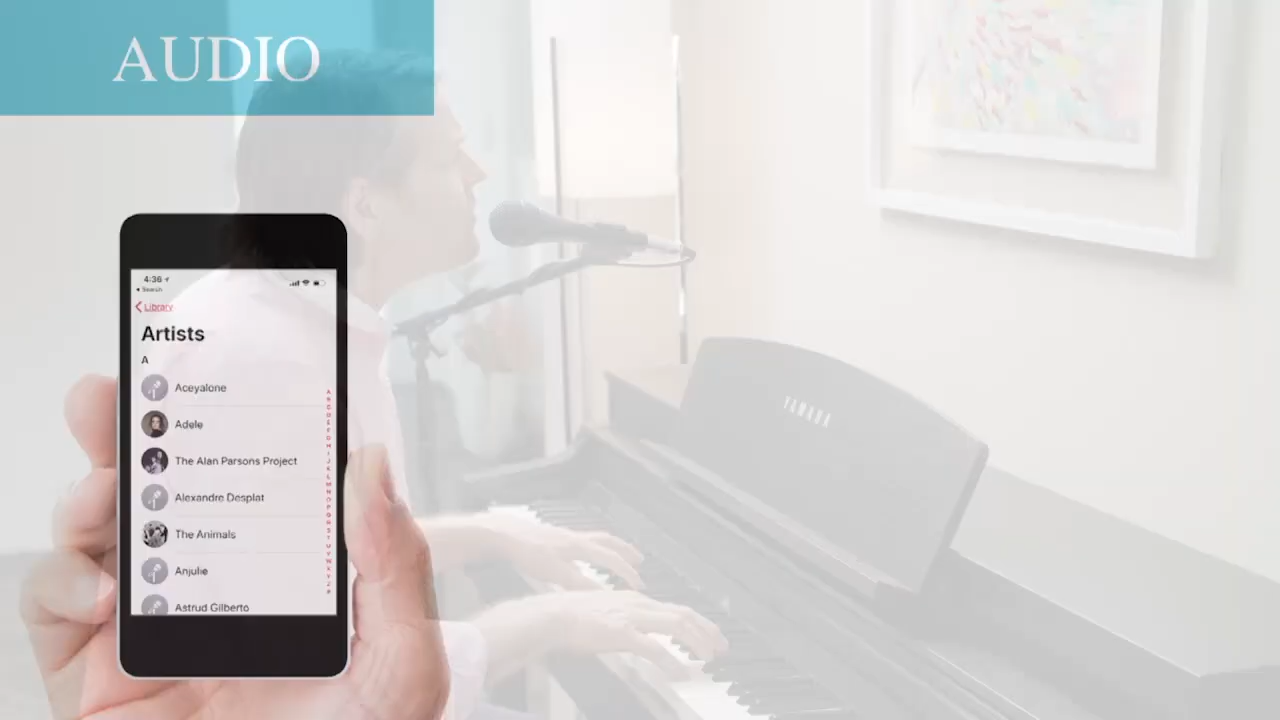 AUDIO
4:36
Search
Library
Artists
A
Aceyalone
Adele
The Alan Parsons Project
Alexandre Desplat
The Animals
Anjulie
Astrud Gilberto
YAMAHA